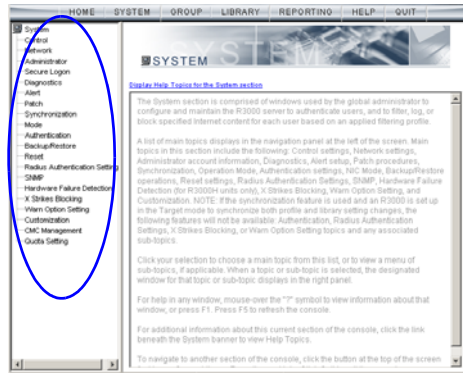 HOME SYSTEM GROUP LIBRARY REPORTING HELP QUIT
System
Control
Network
Administrator
Secure Logon
Diagnostics
Alert
Patch
Synchronization
Mode
Authentication
Backup/Restore
Reset
Radius Authentication Setting
SNMP
Hardware Failure Detection
X Strikes Blocking
Warn Option Setting
Customization
CMC Management
Quota Setting
SYSTEM
SYSTEM
Display Help Topics for the System section
The System section is comprised of windows used by the global administrator to
configure and maintain the R3000 server to authenticate users, and to filter, log, or
block specified Internet content for each user based on an applied filtering profile.
A list of main topics displays in the navigation panel at the left of the screen. Main
topics in this section include the following: Control settings, Network settings,
Administrator account information, Diagnostics, Alert setup, Patch procedures,
Synchronization, Operation Mode, Authentication settings, NIC Mode, Backup/Restore
operations, Reset settings, Radius Authentication Settings, SNMP, Hardware Failure
Detection (for R3000H units only), X Strikes Blocking, Warn Option Setting, and
Customization. NOTE: If the synchronization feature is used and an R3000 is set up
in the Target mode to synchronize both profile and library setting changes, the
following features will not be available: Authentication, Radius Authentication
Settings, X Strikes Blocking, or Warn Option Setting topics and any associated
sub-topics.
Click your selection to choose a main topic from this list, or to view a menu of
sub-topics, if applicable. When a topic or sub-topic is selected, the designated
window for that topic or sub-topic displays in the right panel.
For help in any window, mouse-over the "?" symbol to view information about that
window, or press F1. Press F5 to refresh the console.
For additional information about this current section of the console, click the link
beneath the System banner to view Help Topics.
To navigate to another section of the console, click the button at the top of the screen